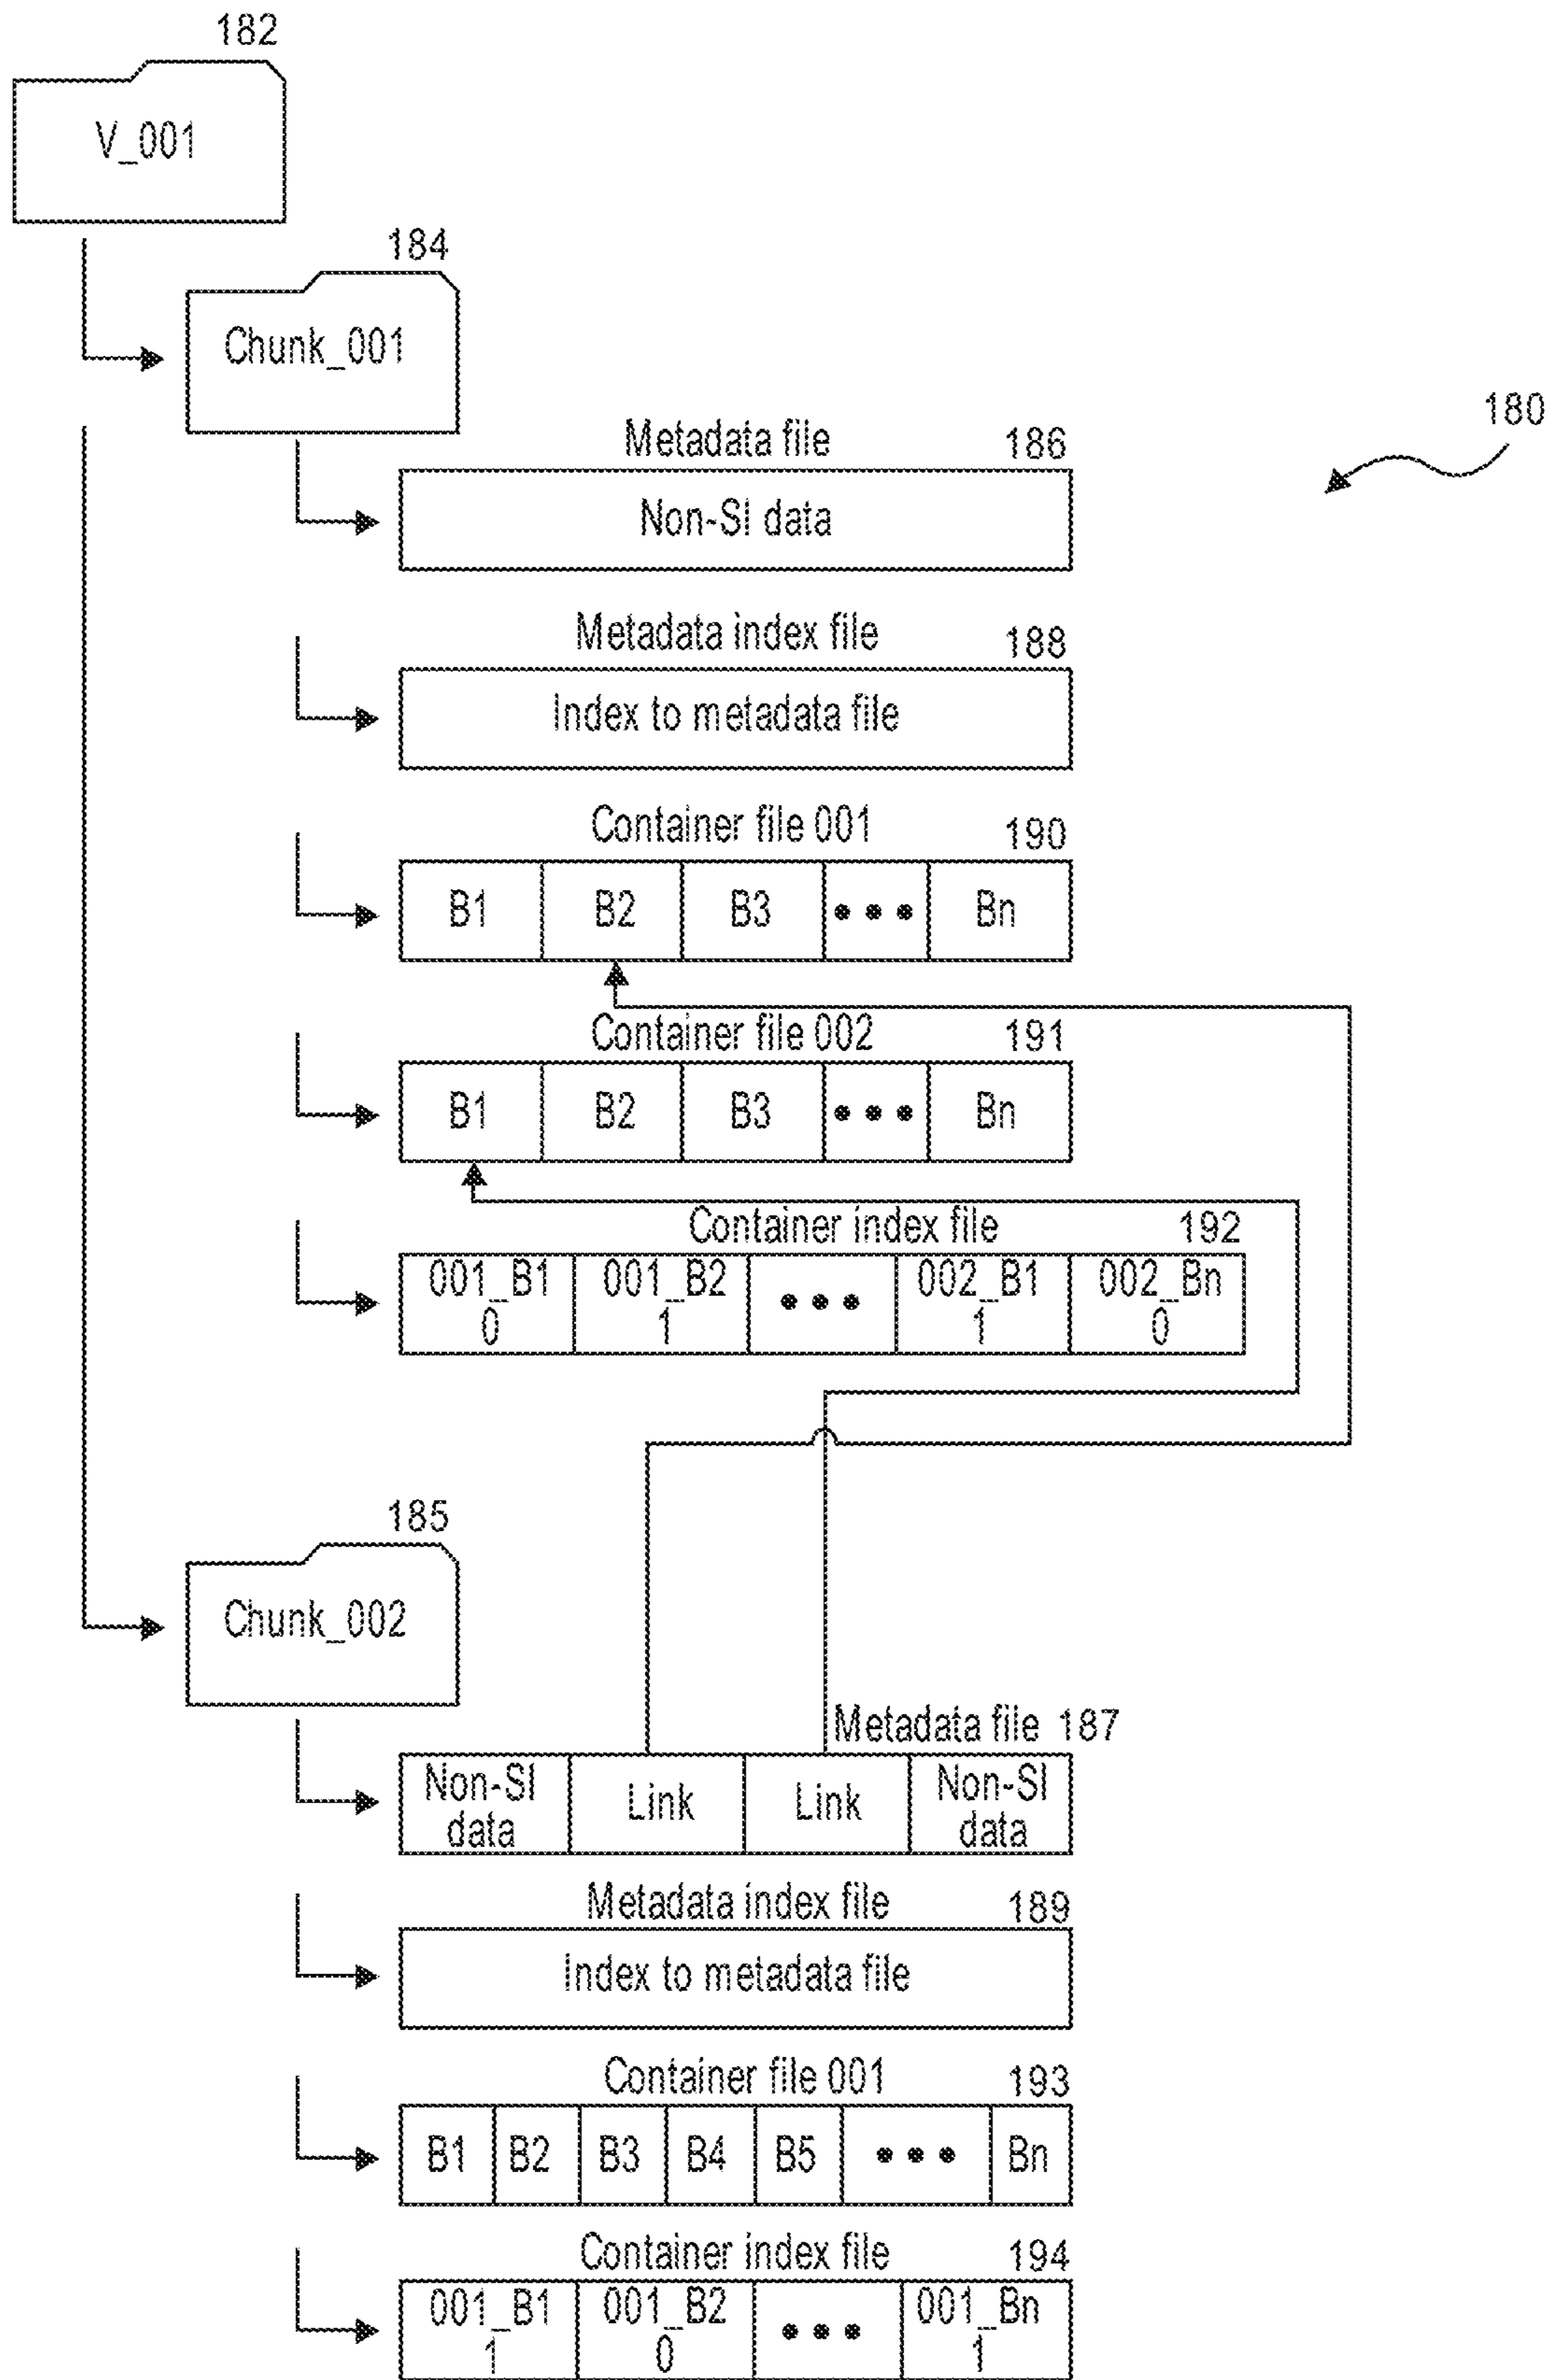 182
V_001
184
Chunk_001
180
Metadata file 186
Non-SI data
Metadata index file 188
Index to metadata file
Container file 001 190
B1 B2 B3 ••• Bn
Container file 002 191
B1 B2 B3 ••• Bn
Container index file 192
001_B1 001_B2 ••• 002_B1 002_Bn
0 1 1 0
185
Chunk_002
Metadata file 187
Non-SI Link Link Non-SI
data data
Metadata index file 189
Index to metadata file
Container file 001 193
B1 B2 B3 B4 B5 ••• Bn
Container index file 194
001_B1 001_B2 ••• 001_Bn
1 0 1